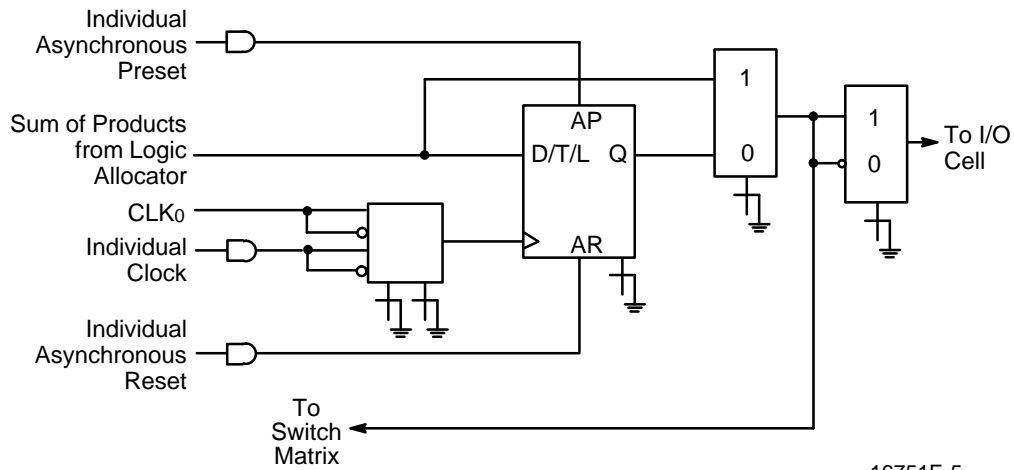 Individual
Asynchronous
Preset
Sum of Products
from Logic
Allocator
CLK0
Individual
Clock
Individual
Asynchronous
Reset
AP
D/T/L Q
AR
1
0
1
0
To I/O
Cell
To
Switch
Matrix